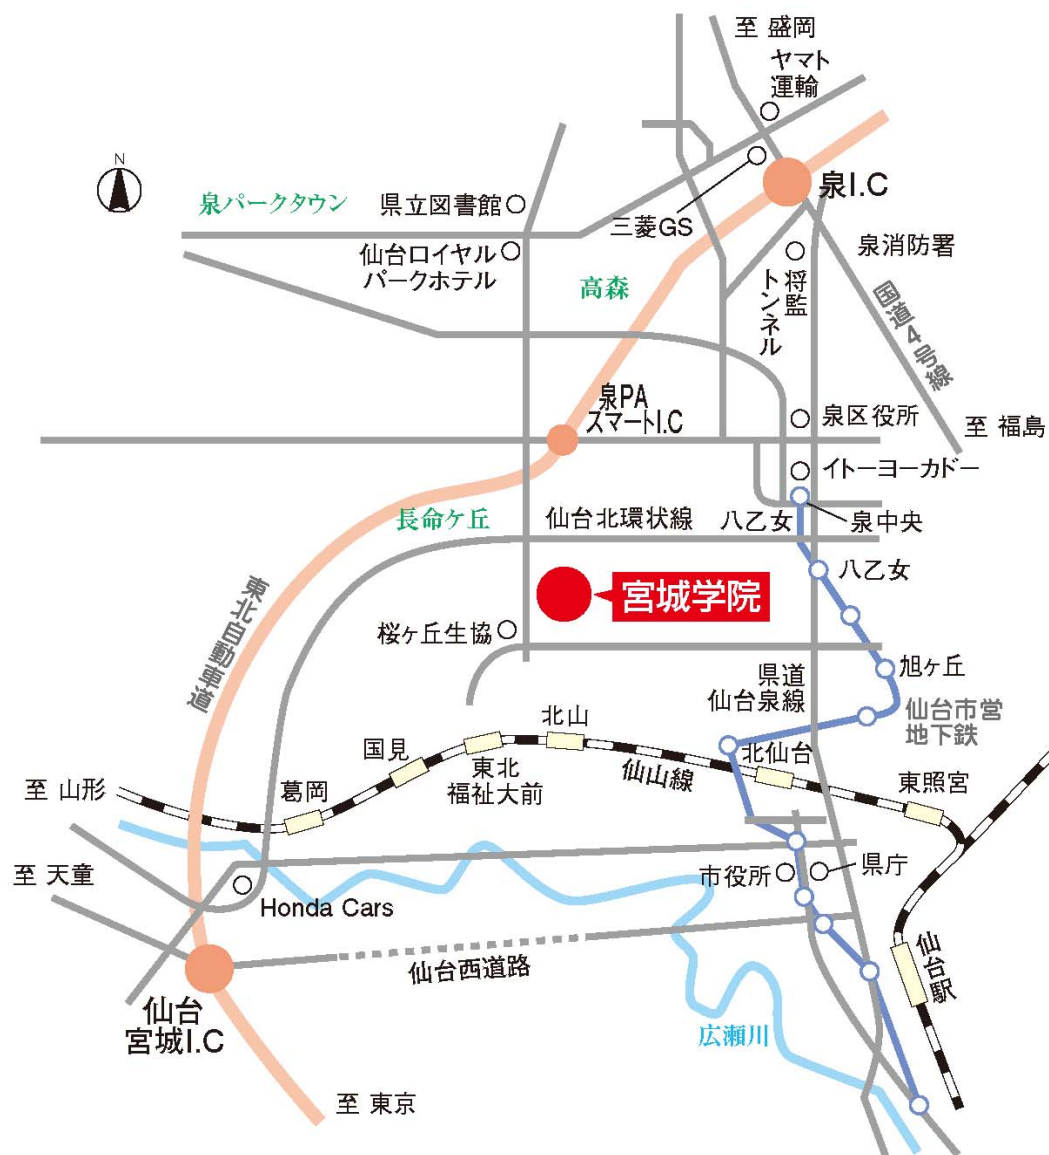 至 盛岡
ヤマト
運輸
N
泉I.C
泉パークタウン
県立図書館
三菱GS
仙台ロイヤル
パークホテル
泉消防署
将監
トンネル
高森
国道4号線
泉PA
スマートI.C
泉区役所
至 福島
イトーヨーカドー
長命ケ丘
仙台北環状線
八乙女
泉中央
八乙女
東北自動車道
宮城学院
桜ヶ丘生協
旭ヶ丘
県道
仙台泉線
仙台市営
地下鉄
北山
国見
東北
福祉大前
仙山線
北仙台
東照宮
至 山形
葛岡
至 天童
市役所
県庁
Honda Cars
仙台西道路
仙台駅
仙台
宮城I.C
広瀬川
至 東京